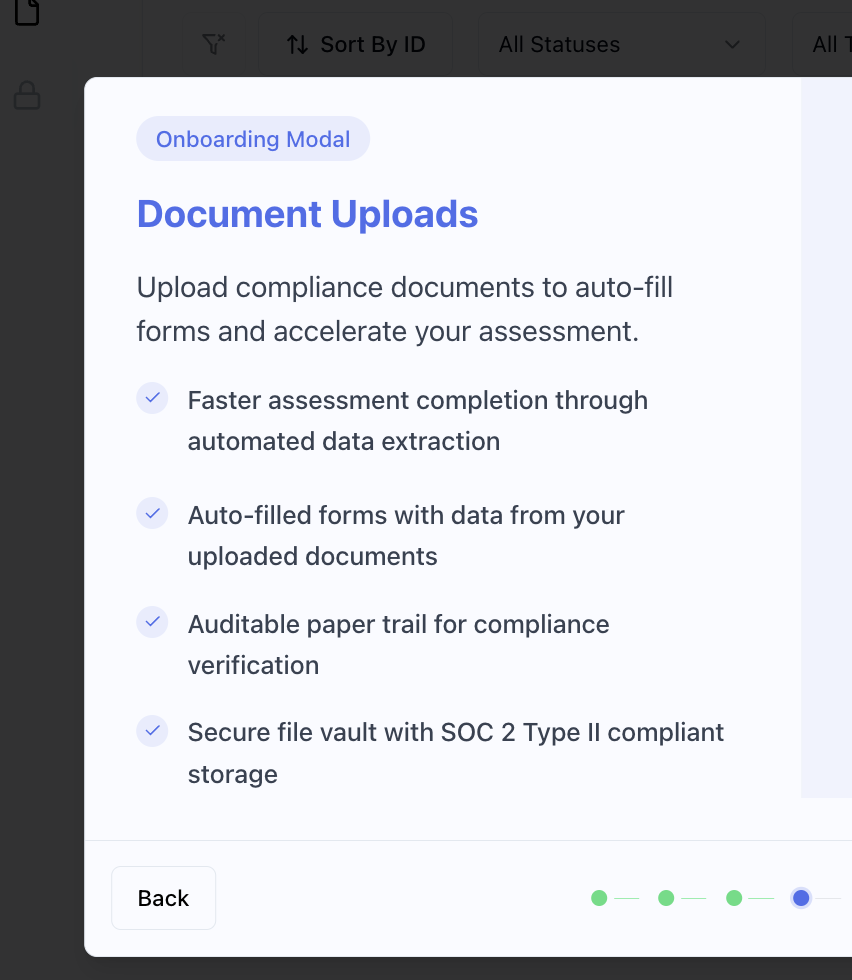 Sort By ID
All Statuses
All T
Onboarding Modal
Document Uploads
Upload compliance documents to auto-fill
forms and accelerate your assessment.
Faster assessment completion through
automated data extraction
Auto-filled forms with data from your
uploaded documents
Auditable paper trail for compliance
verification
Secure file vault with SOC 2 Type II compliant
storage
Back